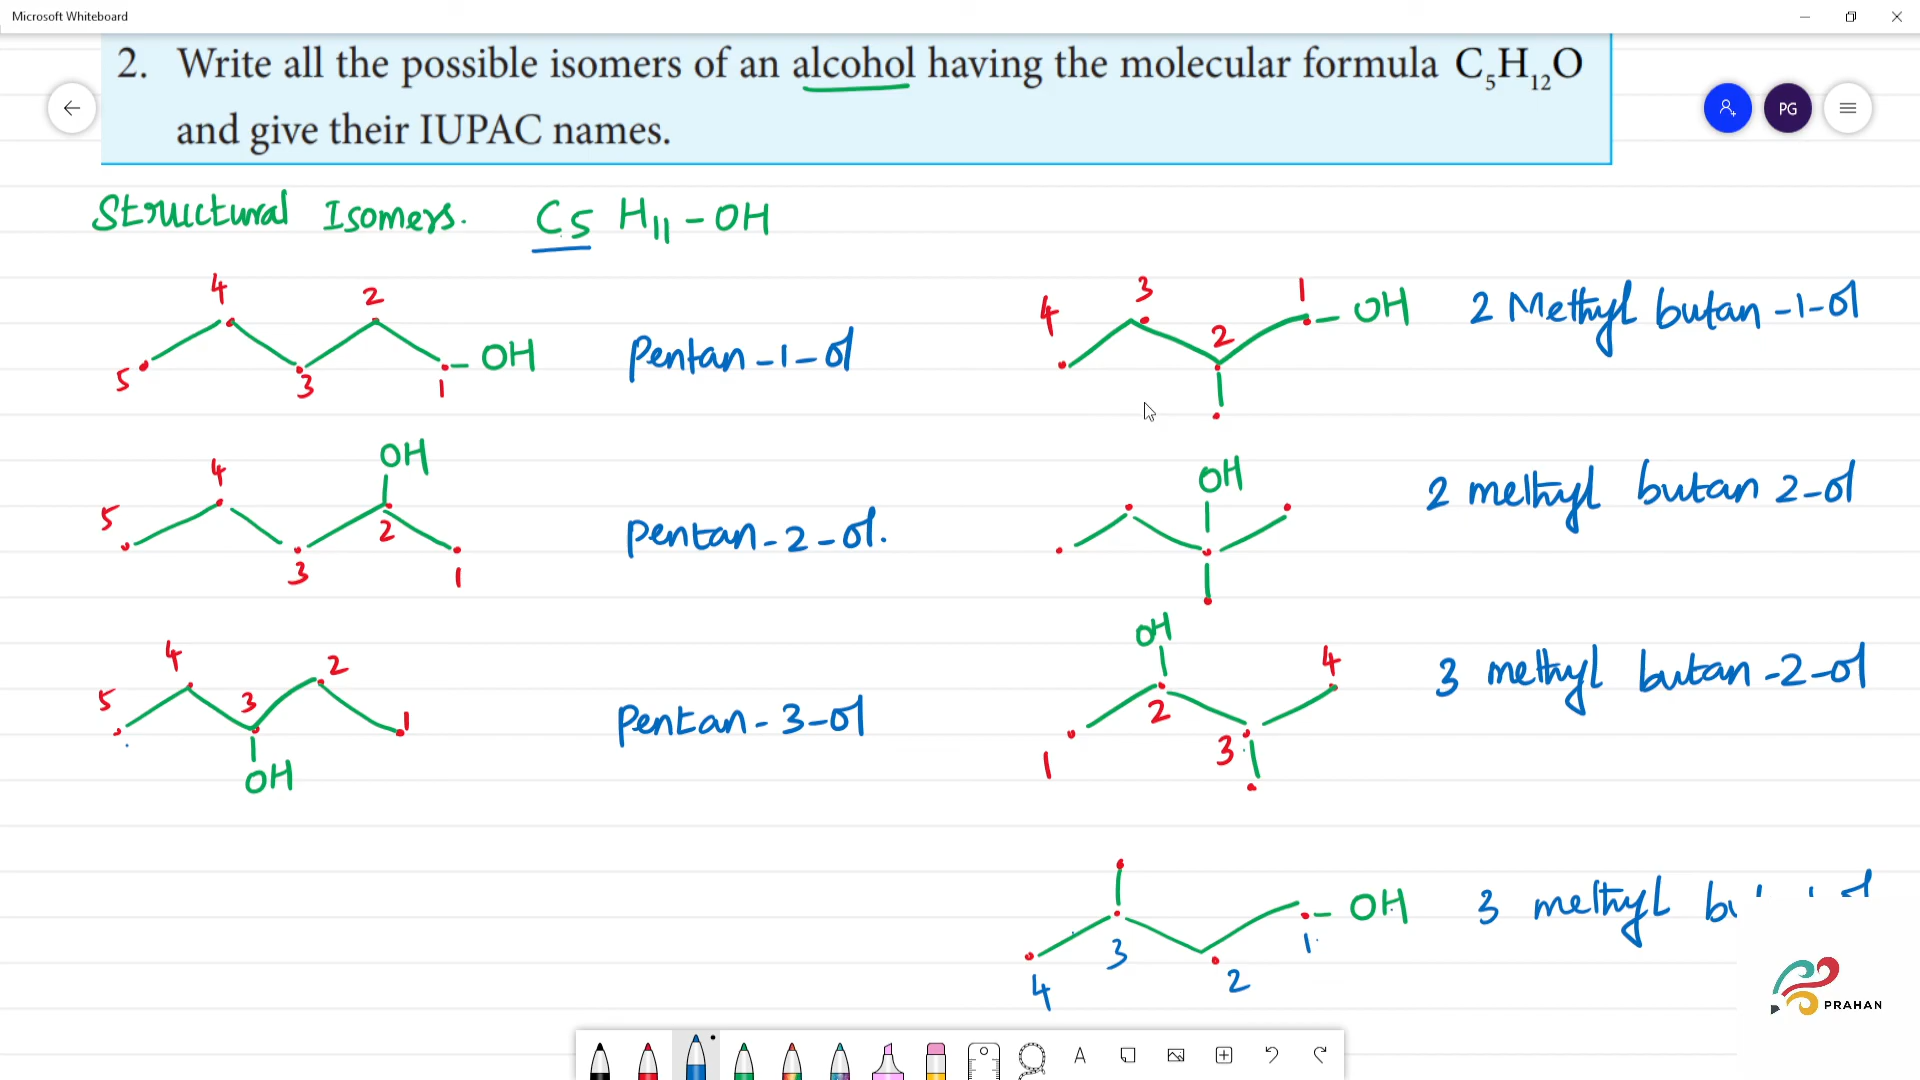 Microsoft Whiteboard
2. Write all the possible isomers of an alcohol having the molecular formula C5H12O
and give their IUPAC names.
PG
Structural Isomers. C5 H11 - OH
4 2
5 3 1 - OH
Pentan - 1 - ol
4 3 2 1 - OH
2 Methyl butan - 1 - ol
OH
5 4 3 2 1
Pentan - 2 - ol.
OH
2 methyl butan 2 - ol
5 4 3 2 1
OH
Pentan - 3 - ol
OH
1 2 3 4
3 methyl butan - 2 - ol
4 3 2 1 - OH
3 methyl
PRAHAN
A